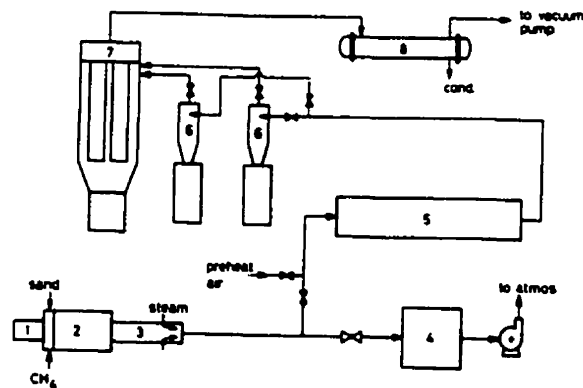 to vacuum
pump
7
8
cond.
6
6
5
preheat
air
sand
steam
to atmos
1
2
3
4
CH4